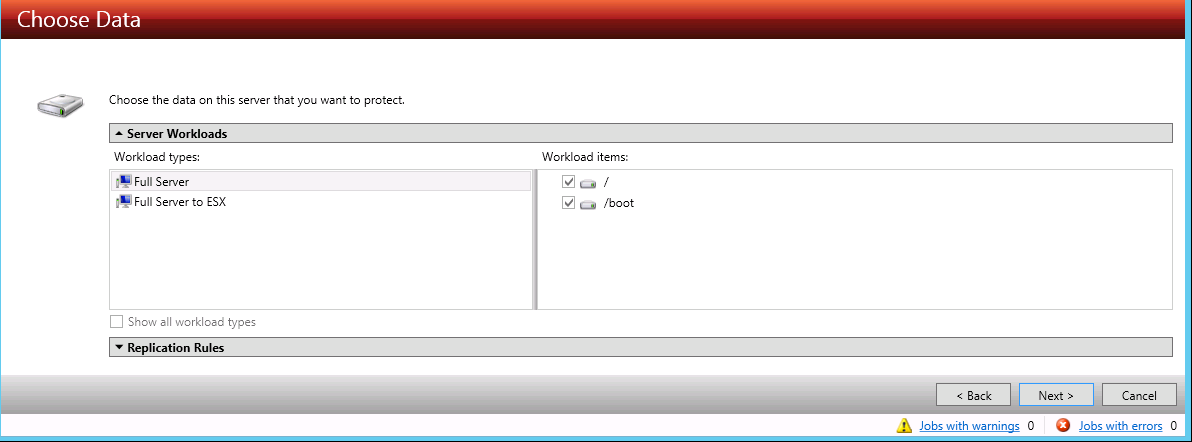 Choose Data
Choose the data on this server that you want to protect.
Server Workloads
Workload types:
Workload items:
Full Server
Full Server to ESX
/
/boot
Show all workload types
Replication Rules
< Back
Next >
Cancel
Jobs with warnings 0
Jobs with errors 0